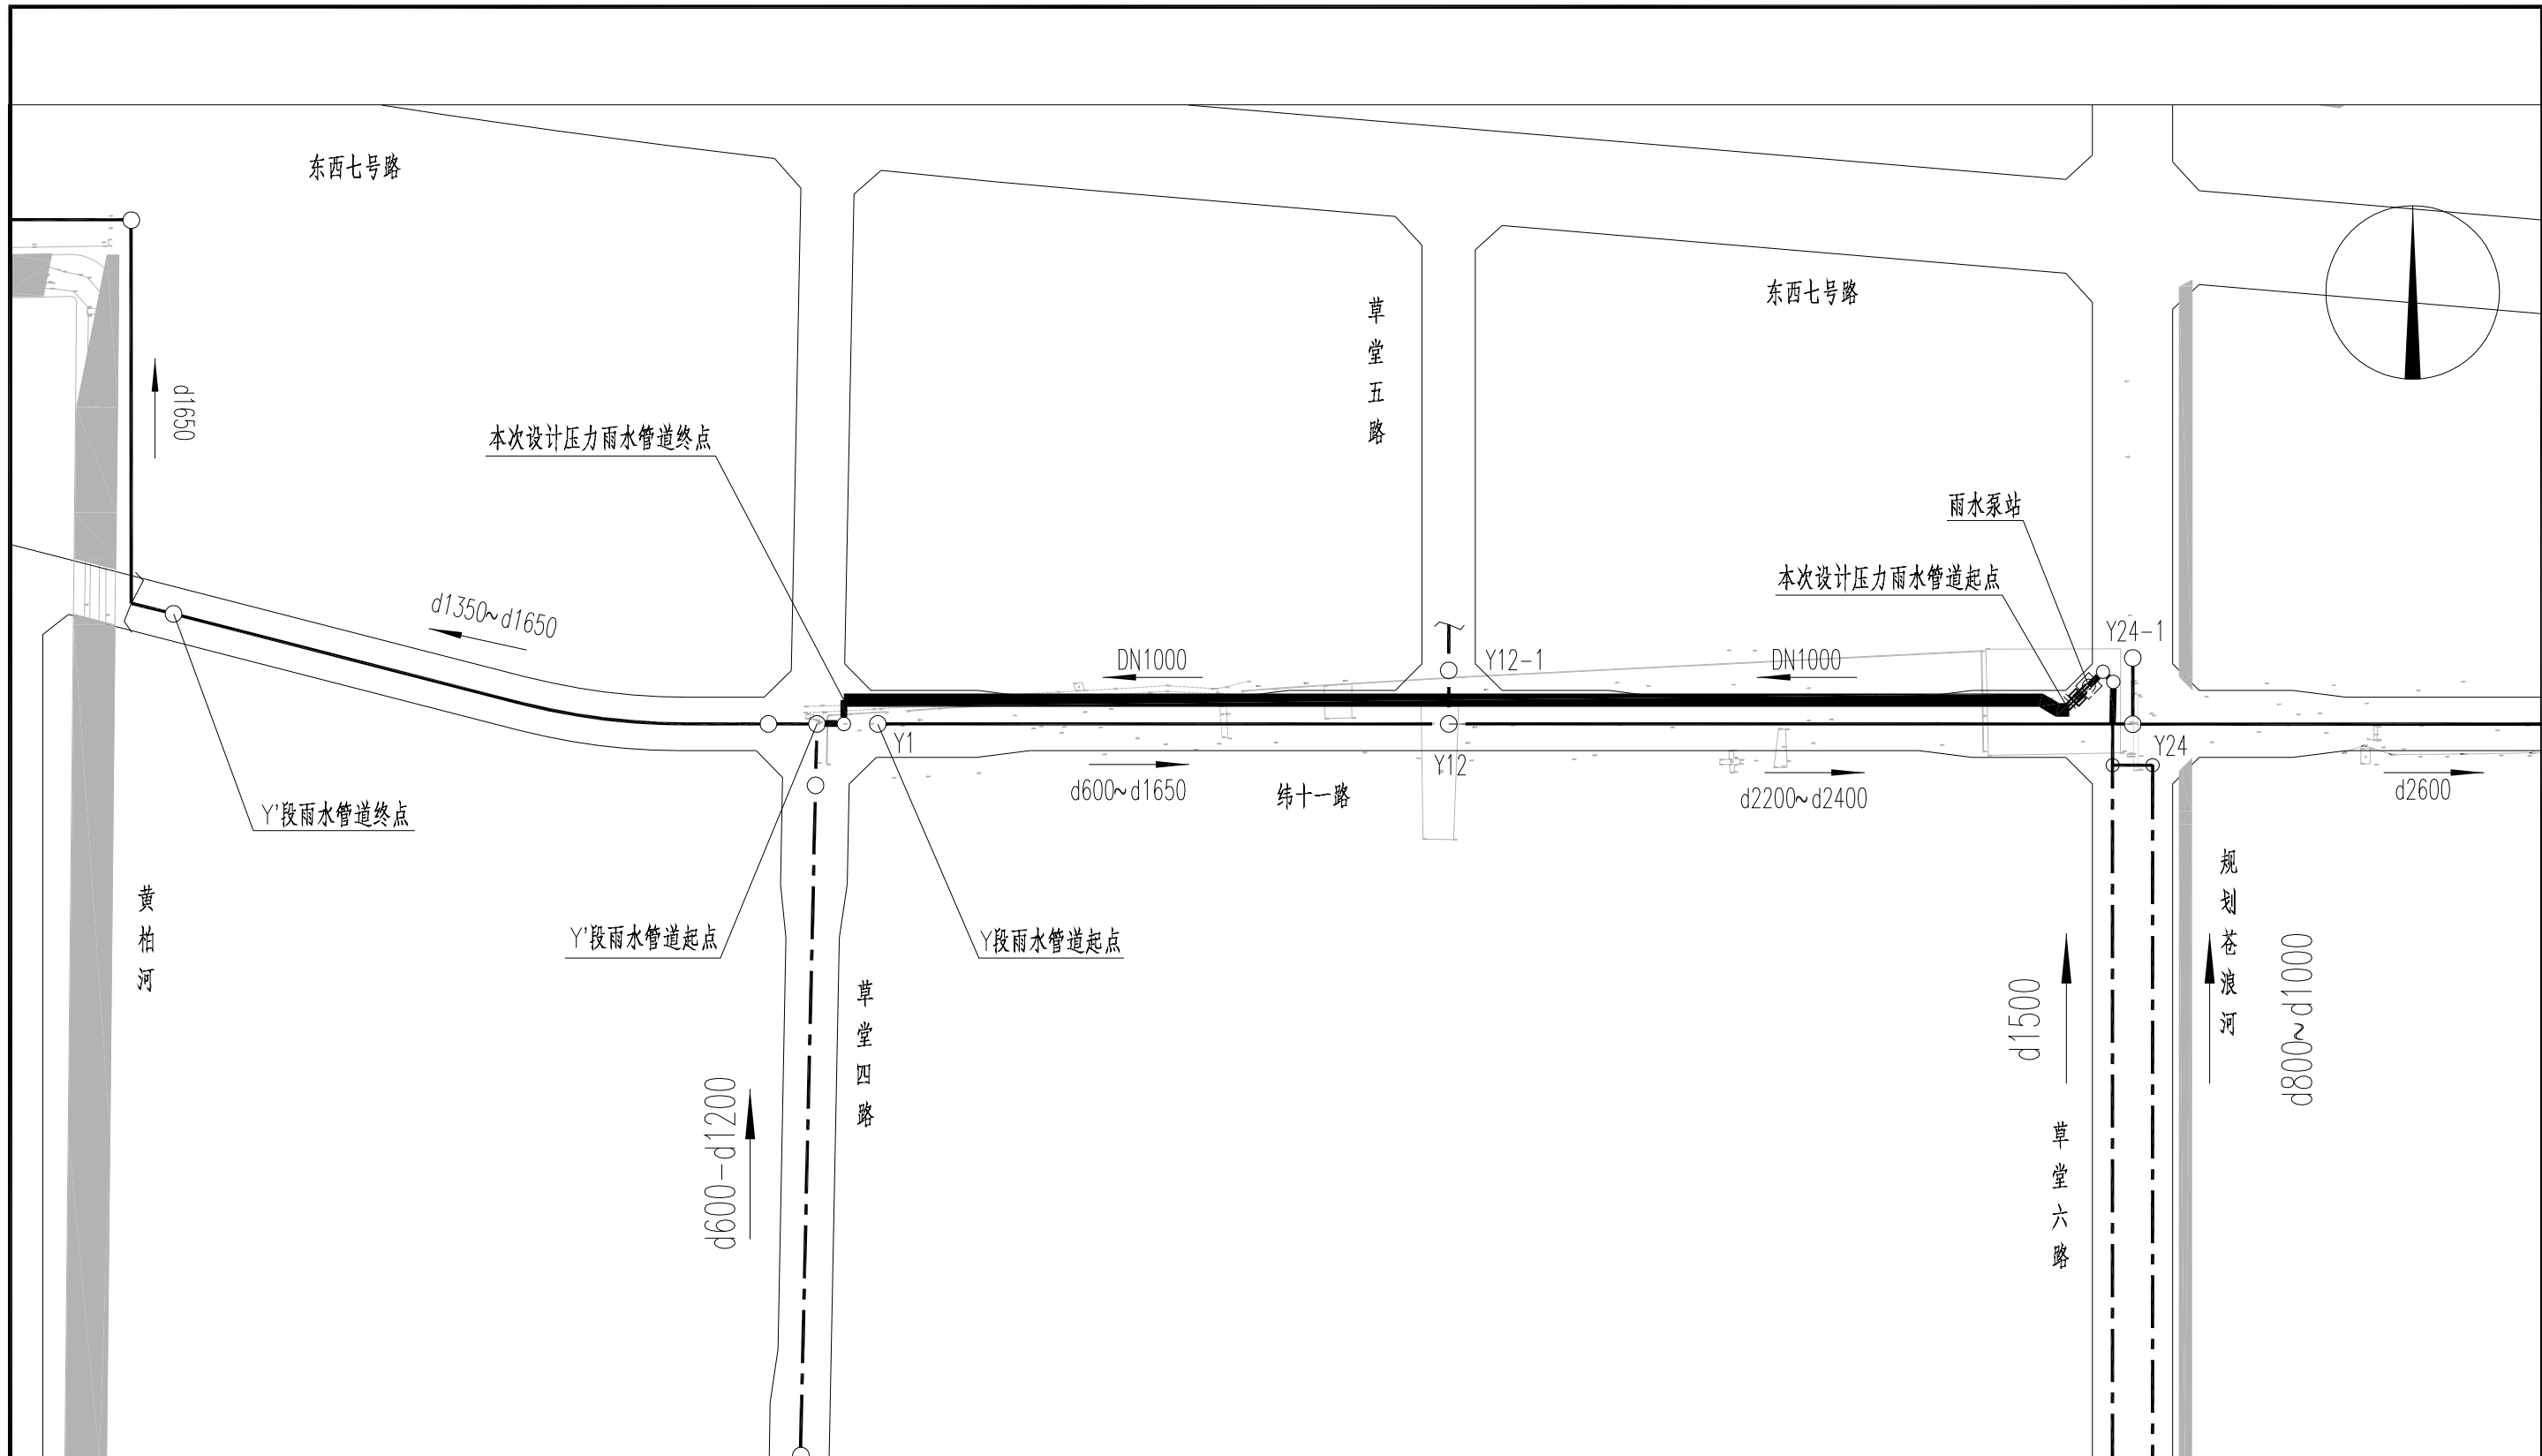 东西七号路
d1650
本次设计压力雨水管道终点
草堂五路
东西七号路
雨水泵站
本次设计压力雨水管道起点
d1350~d1650
DN1000
Y12-1
DN1000
Y24-1
Y1
Y12
Y24
d600~d1650
纬十一路
d2200~d2400
d2600
Y'段雨水管道终点
黄柏河
Y'段雨水管道起点
Y段雨水管道起点
规划苍浪河
草堂四路
d600-d1200
d1500
d800~d1000
草堂六路